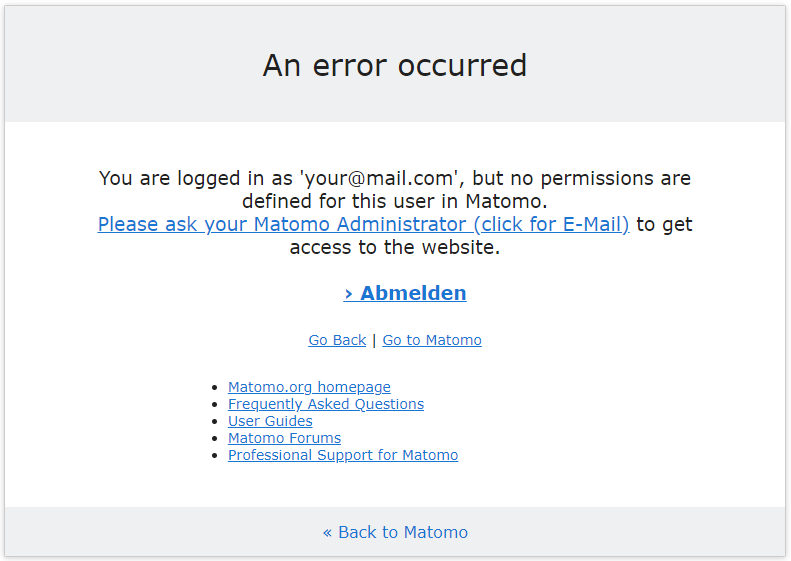 An error occurred
You are logged in as 'your@mail.com', but no permissions are
defined for this user in Matomo.
Please ask your Matomo Administrator (click for E-Mail) to get
access to the website.
› Abmelden
Go Back | Go to Matomo
• Matomo.org homepage
• Frequently Asked Questions
• User Guides
• Matomo Forums
• Professional Support for Matomo
« Back to Matomo